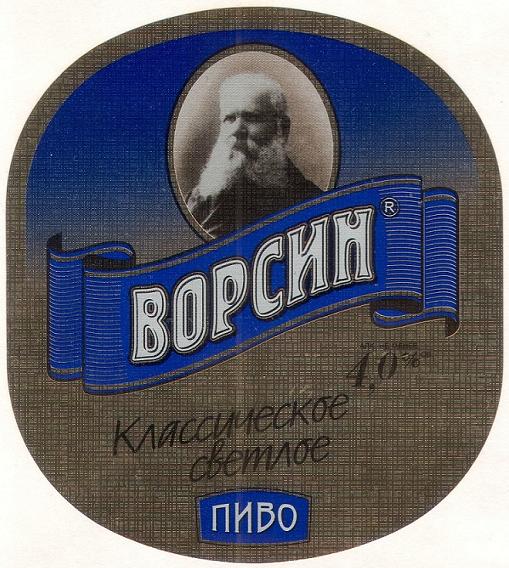 ВОРСИН®
4,0%
Классическое
светлое
ПИВО